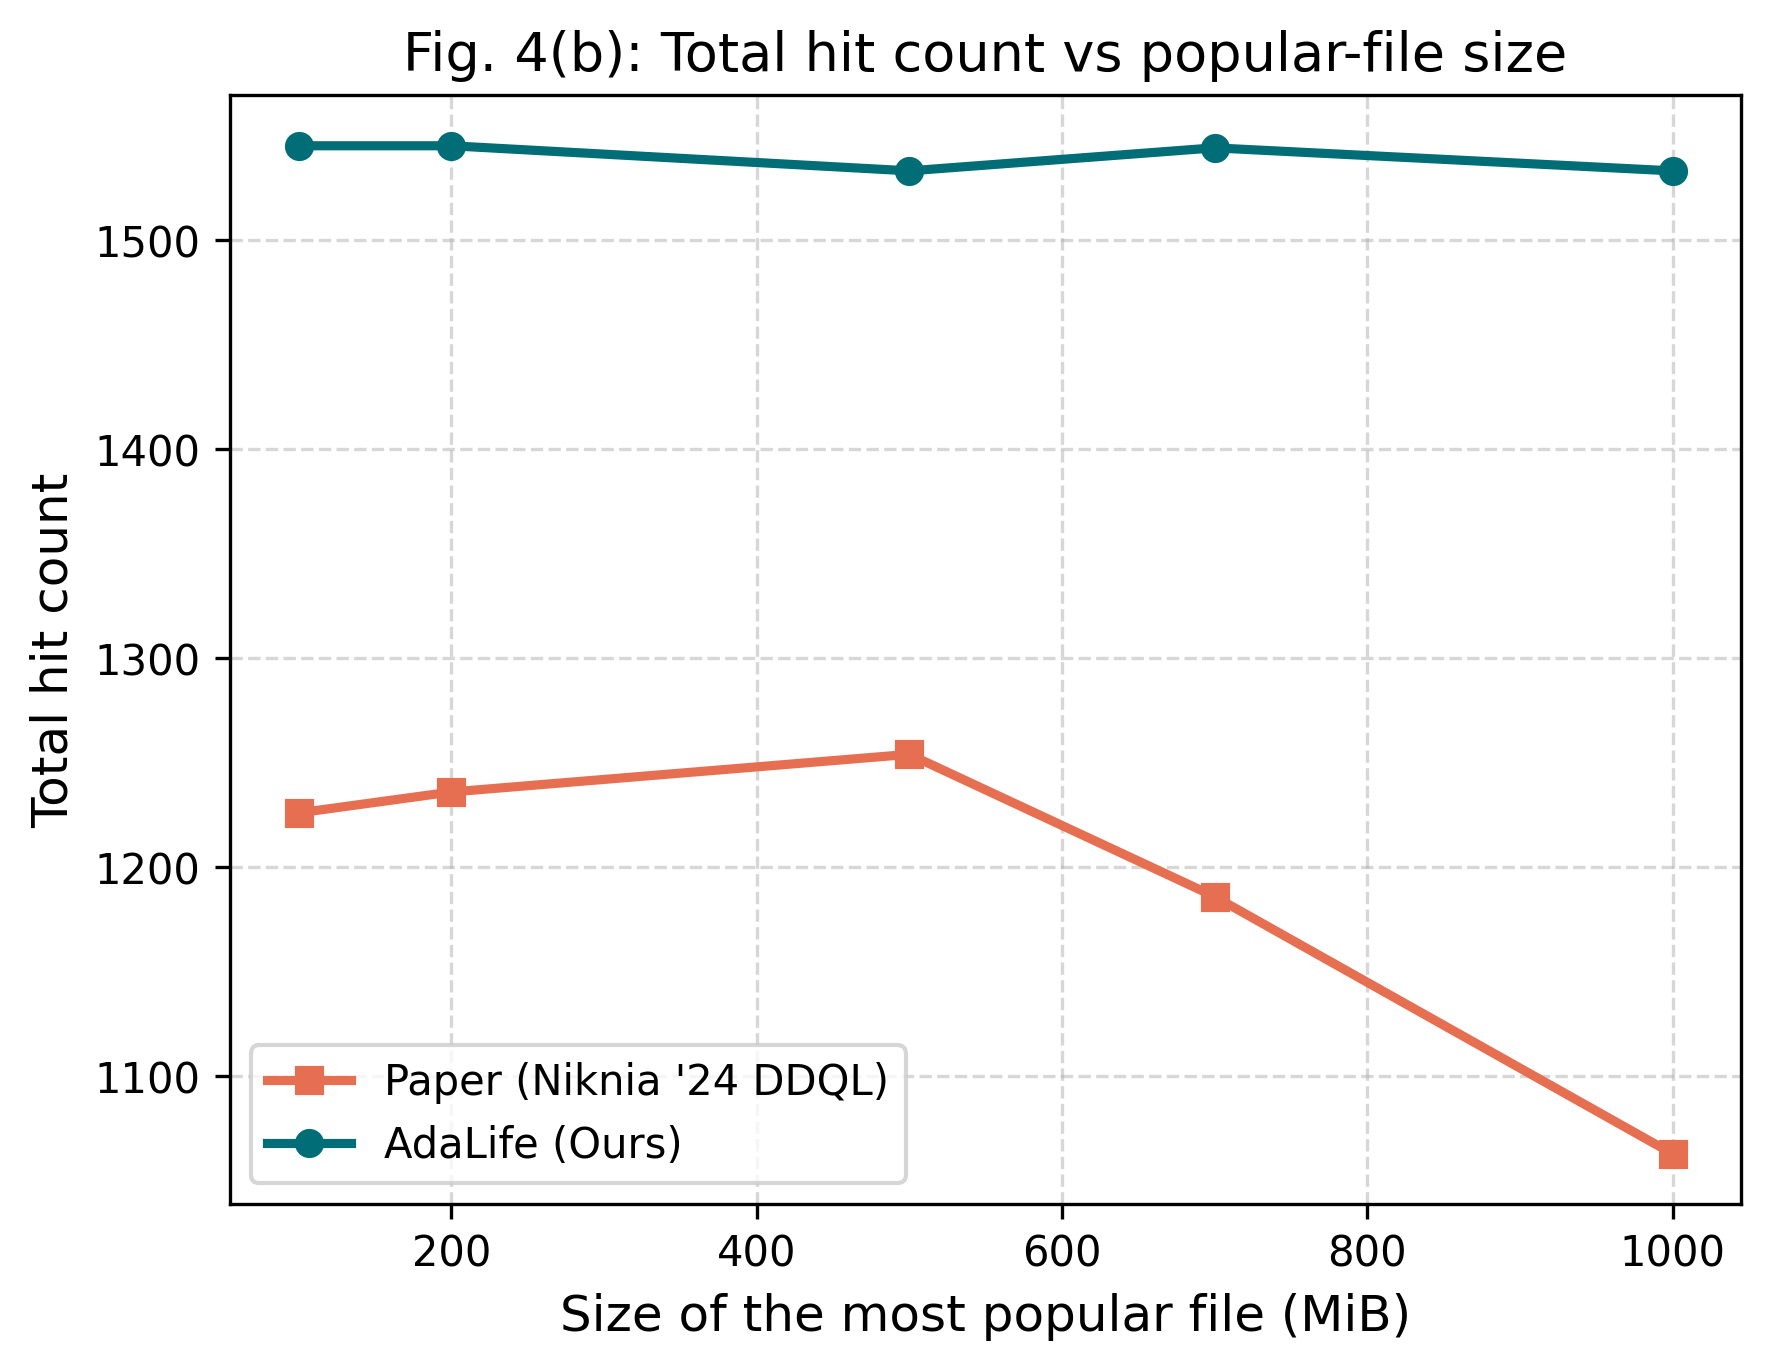 Fig. 4(b): Total hit count vs popular-file size
Total hit count
1500
1400
1300
1200
1100
Paper (Niknia '24 DDQL)
AdaLife (Ours)
200 400 600 800 1000
Size of the most popular file (MiB)